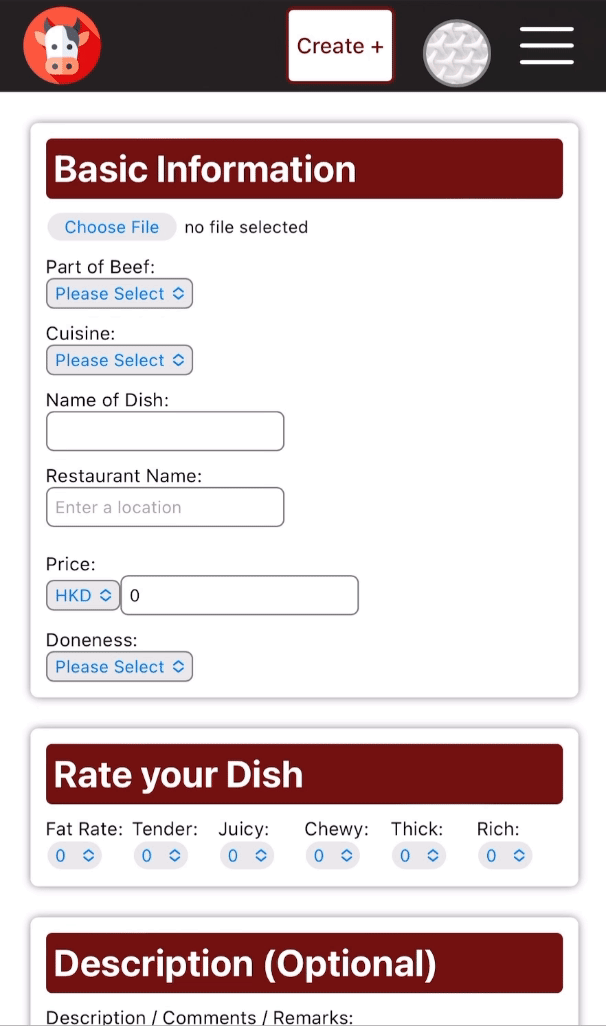 Create +
Basic Information
Choose File no file selected
Part of Beef:
Please Select
Cuisine:
Please Select
Name of Dish:
Restaurant Name:
Enter a location
Price:
HKD 0
Doneness:
Please Select
Rate your Dish
Fat Rate: Tender: Juicy: Chewy: Thick: Rich:
0 0 0 0 0 0
Description (Optional)
Description / Comments / Remarks: